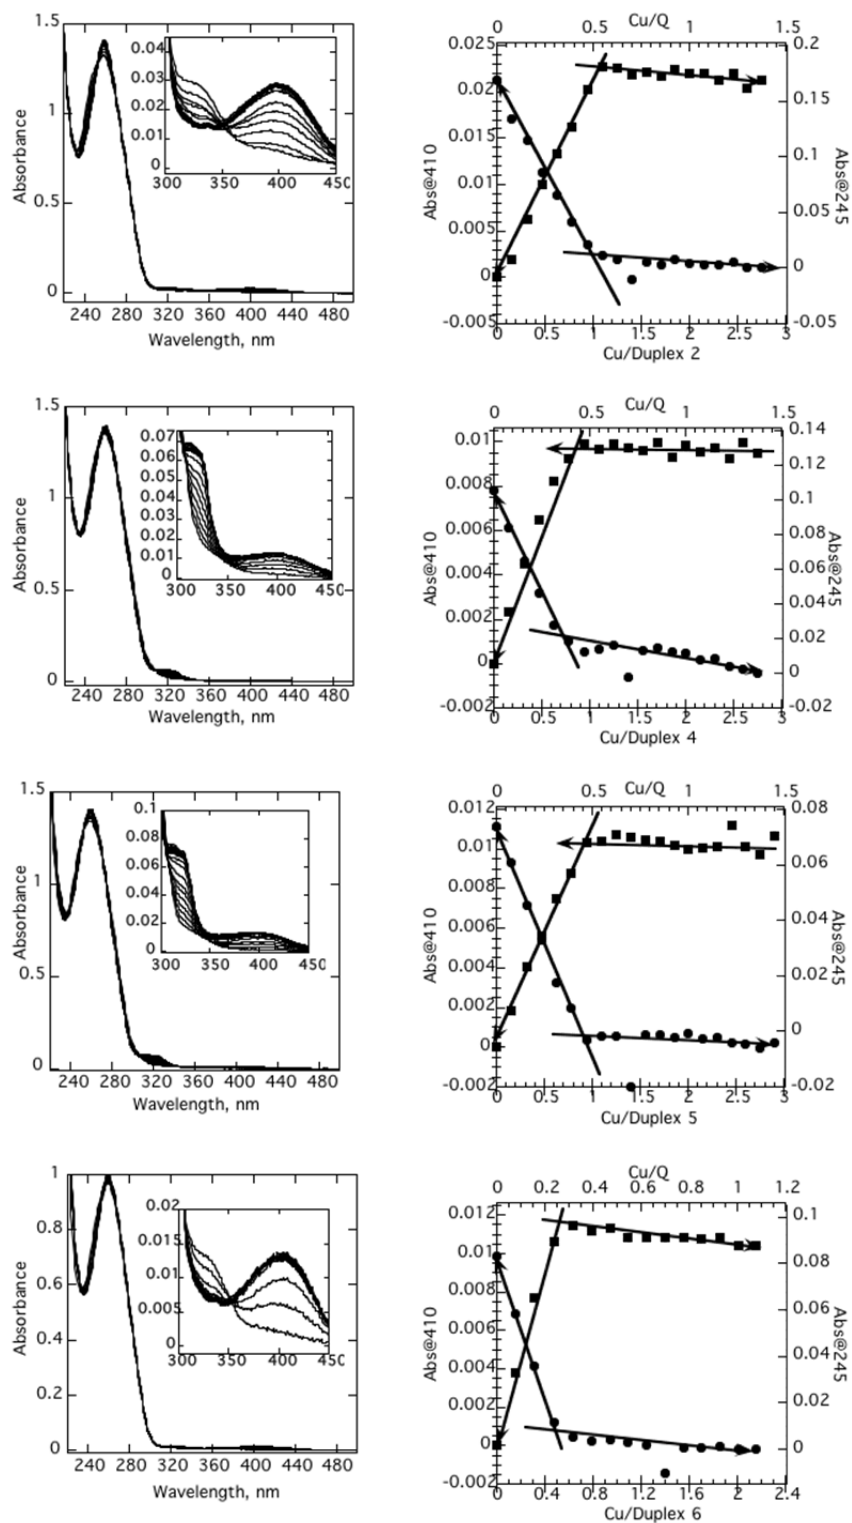 Cu/Q
0 0.5 1 1.5
1.5
1
0.5
0
Absorbance
0.04
0.03
0.02
0.01
0
300 350 400 450
240 280 320 360 400 440 480
Wavelength, nm
0.025
0.02
0.015
0.01
0.005
0
-0.005
Abs@410
0.2
0.15
0.1
0.05
0
-0.05
Abs@245
0 0.5 1 1.5 2 2.5 3
Cu/Duplex 2
Cu/Q
0 0.5 1 1.5
1.5
1
0.5
0
Absorbance
0.07
0.06
0.05
0.04
0.03
0.02
0.01
0
300 350 400 450
240 280 320 360 400 440 480
Wavelength, nm
0.01
0.008
0.006
0.004
0.002
0
-0.002
Abs@410
0.14
0.12
0.1
0.08
0.06
0.04
0.02
0
-0.02
Abs@245
0 0.5 1 1.5 2 2.5 3
Cu/Duplex 4
Cu/Q
0 0.5 1 1.5
1.5
1
0.5
0
Absorbance
0.1
0.08
0.06
0.04
0.02
0
300 350 400 450
240 280 320 360 400 440 480
Wavelength, nm
0.012
0.01
0.008
0.006
0.004
0.002
0
-0.002
Abs@410
0.08
0.06
0.04
0.02
0
-0.02
Abs@245
0 0.5 1 1.5 2 2.5 3
Cu/Duplex 5
Cu/Q
0 0.2 0.4 0.6 0.8 1 1.2
1
0.8
0.6
0.4
0.2
0
Absorbance
0.02
0.015
0.01
0.005
0
300 350 400 450
240 280 320 360 400 440 480
Wavelength, nm
0.012
0.01
0.008
0.006
0.004
0.002
0
-0.002
Abs@410
0.1
0.08
0.06
0.04
0.02
0
Abs@245
0 0.4 0.8 1.2 1.6 2 2.4
Cu/Duplex 6